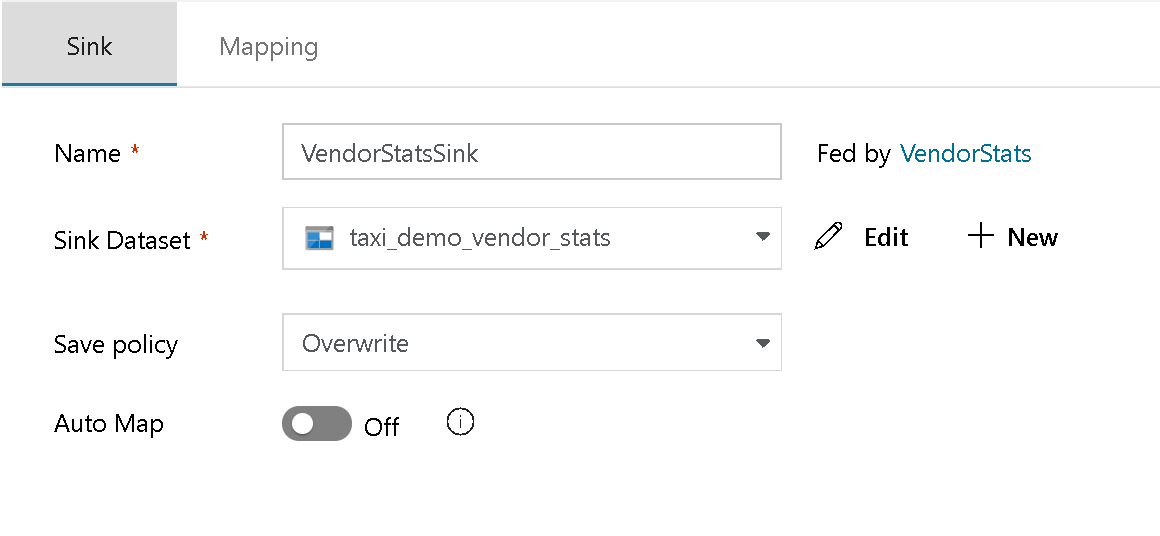 Sink Mapping
Name * VendorStatsSink Fed by VendorStats
Sink Dataset * taxi_demo_vendor_stats Edit New
Save policy Overwrite
Auto Map Off